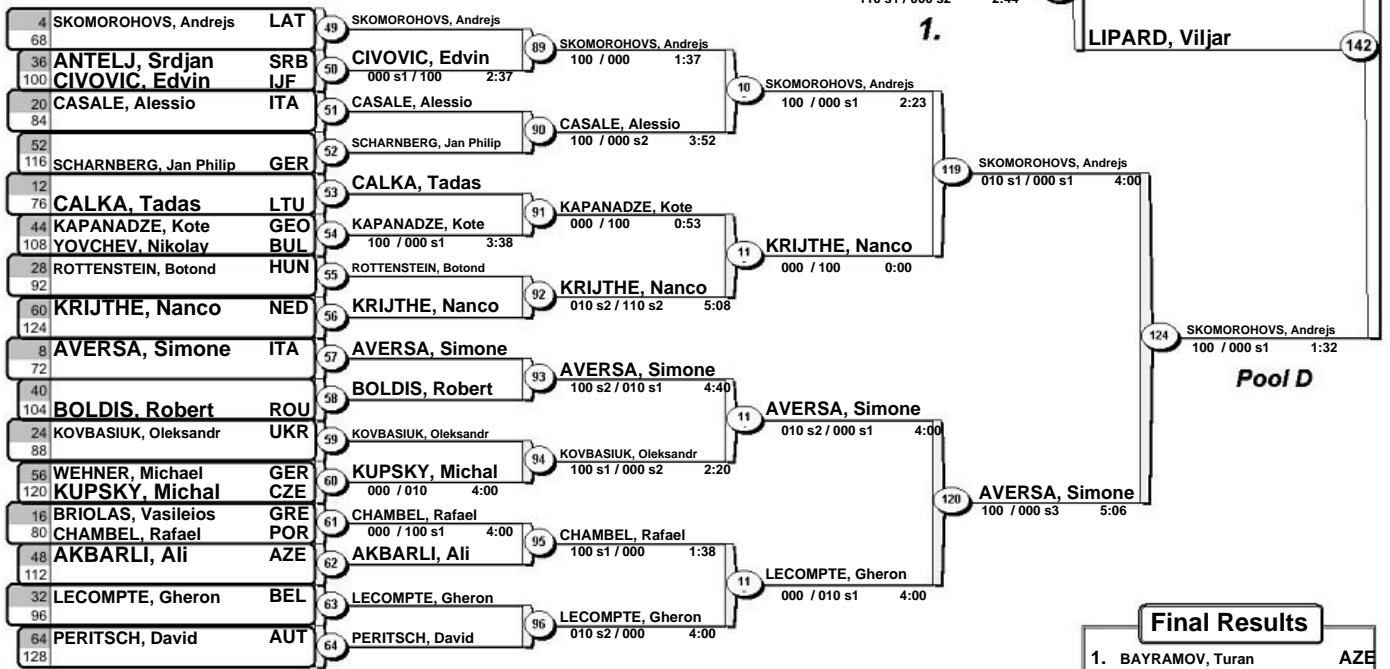 110 s1 / 000 s2 2:44
1.
LIPARD, Viljar
142
4 SKOMOROHOVS, Andrejs LAT
68
36 ANTELJ, Srdjan SRB
100 CIVOVIC, Edvin IJF
20 CASALE, Alessio ITA
84
52
116 SCHARNBERG, Jan Philip GER
12
76 CALKA, Tadas LTU
44 KAPANADZE, Kote GEO
108 YOVCHEV, Nikolay BUL
28 ROTTENSTEIN, Botond HUN
92
60 KRIJTHE, Nanco NED
124
8 AVERSA, Simone ITA
72
40
104 BOLDIS, Robert ROU
24 KOVBASIUK, Oleksandr UKR
88
56 WEHNER, Michael GER
120 KUPSKY, Michal CZE
16 BRIOLAS, Vasileios GRE
80 CHAMBEL, Rafael POR
48 AKBARLI, Ali AZE
112
32 LECOMPTE, Gheron BEL
96
64 PERITSCH, David AUT
128
49 SKOMOROHOVS, Andrejs
50 CIVOVIC, Edvin
000 s1 / 100 2:37
51 CASALE, Alessio
52 SCHARNBERG, Jan Philip
53 CALKA, Tadas
54 KAPANADZE, Kote
100 / 000 s1 3:38
55 ROTTENSTEIN, Botond
56 KRIJTHE, Nanco
57 AVERSA, Simone
58 BOLDIS, Robert
59 KOVBASIUK, Oleksandr
60 KUPSKY, Michal
000 / 010 4:00
61 CHAMBEL, Rafael
000 / 100 s1 4:00
62 AKBARLI, Ali
63 LECOMPTE, Gheron
64 PERITSCH, David
89 SKOMOROHOVS, Andrejs
100 / 000 1:37
90 CASALE, Alessio
100 / 000 s2 3:52
91 KAPANADZE, Kote
000 / 100 0:53
92 KRIJTHE, Nanco
010 s2 / 110 s2 5:08
93 AVERSA, Simone
100 s2 / 010 s1 4:40
94 KOVBASIUK, Oleksandr
100 s1 / 000 s2 2:20
95 CHAMBEL, Rafael
100 s1 / 000 1:38
96 LECOMPTE, Gheron
010 s2 / 000 4:00
10 SKOMOROHOVS, Andrejs
100 / 000 s1 2:23
11 KRIJTHE, Nanco
000 / 100 0:00
11 AVERSA, Simone
010 s2 / 000 s1 4:00
11 LECOMPTE, Gheron
000 / 010 s1 4:00
119 SKOMOROHOVS, Andrejs
010 s1 / 000 s1 4:00
120 AVERSA, Simone
100 / 000 s3 5:06
124 SKOMOROHOVS, Andrejs
100 / 000 s1 1:32
Pool D
Final Results
1. BAYRAMOV, Turan AZE